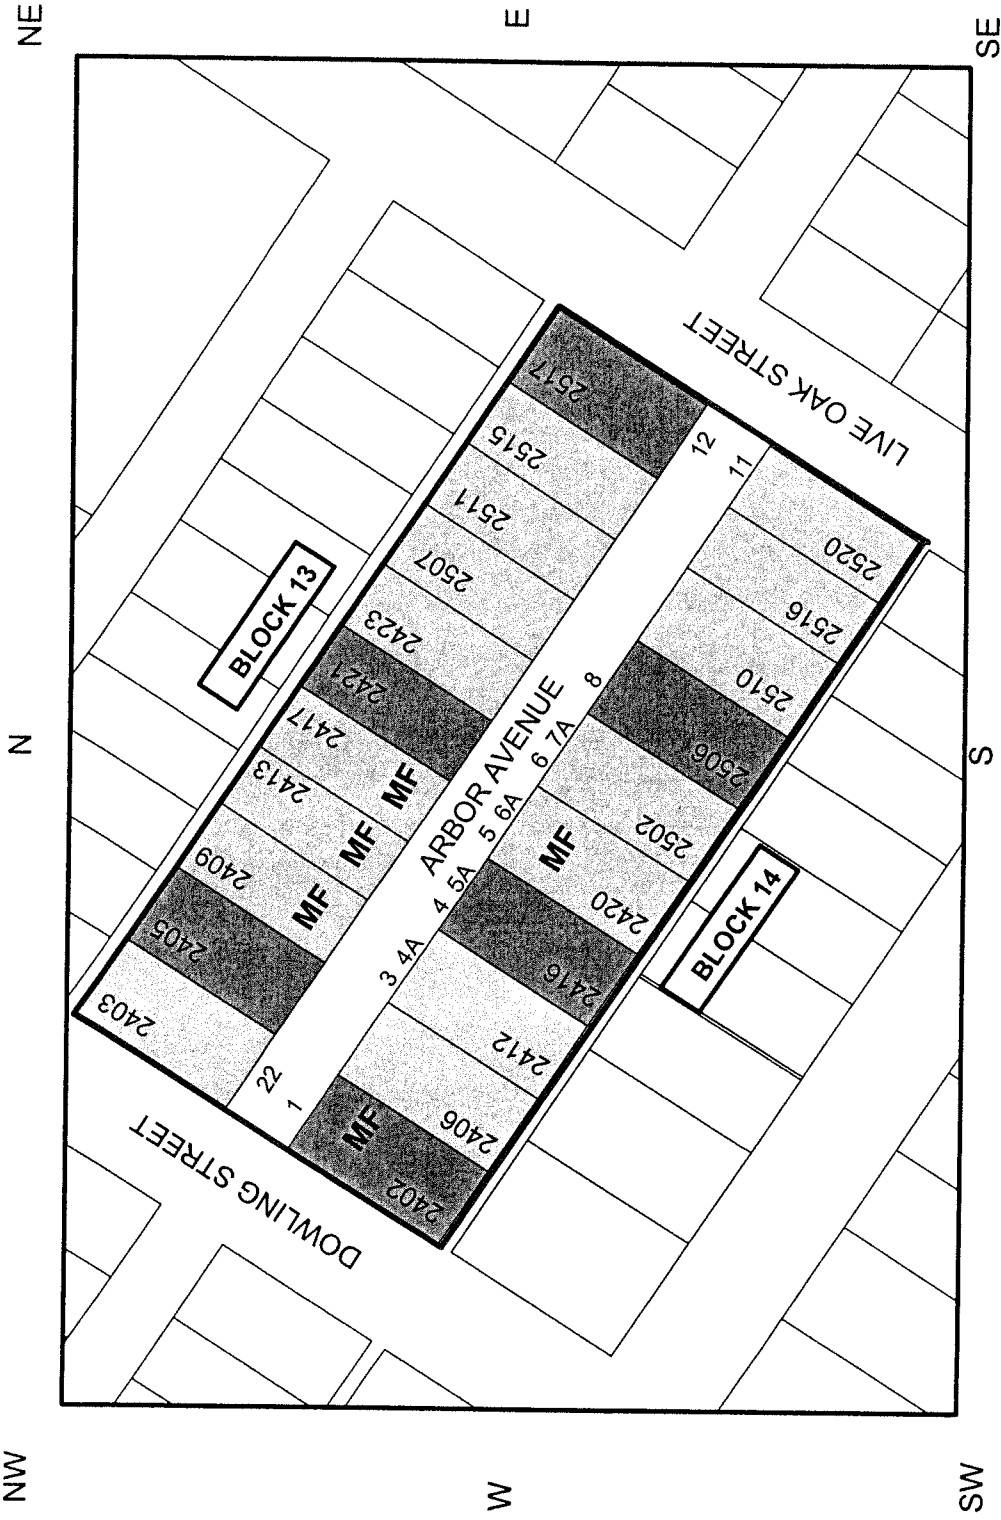 NW
N
NE
W
E
SW
S
SE
BLOCK 13
2403
2405
2409
2413
2417
2421
2423
2507
2511
2515
2517
MF
MF
MF
DOWLING STREET
22
12
ARBOR AVENUE
LIVE OAK STREET
1
3
4A
4
5A
5
6A
6
7A
8
11
MF
MF
2402
2406
2412
2416
2420
2502
2506
2510
2516
2520
BLOCK 14